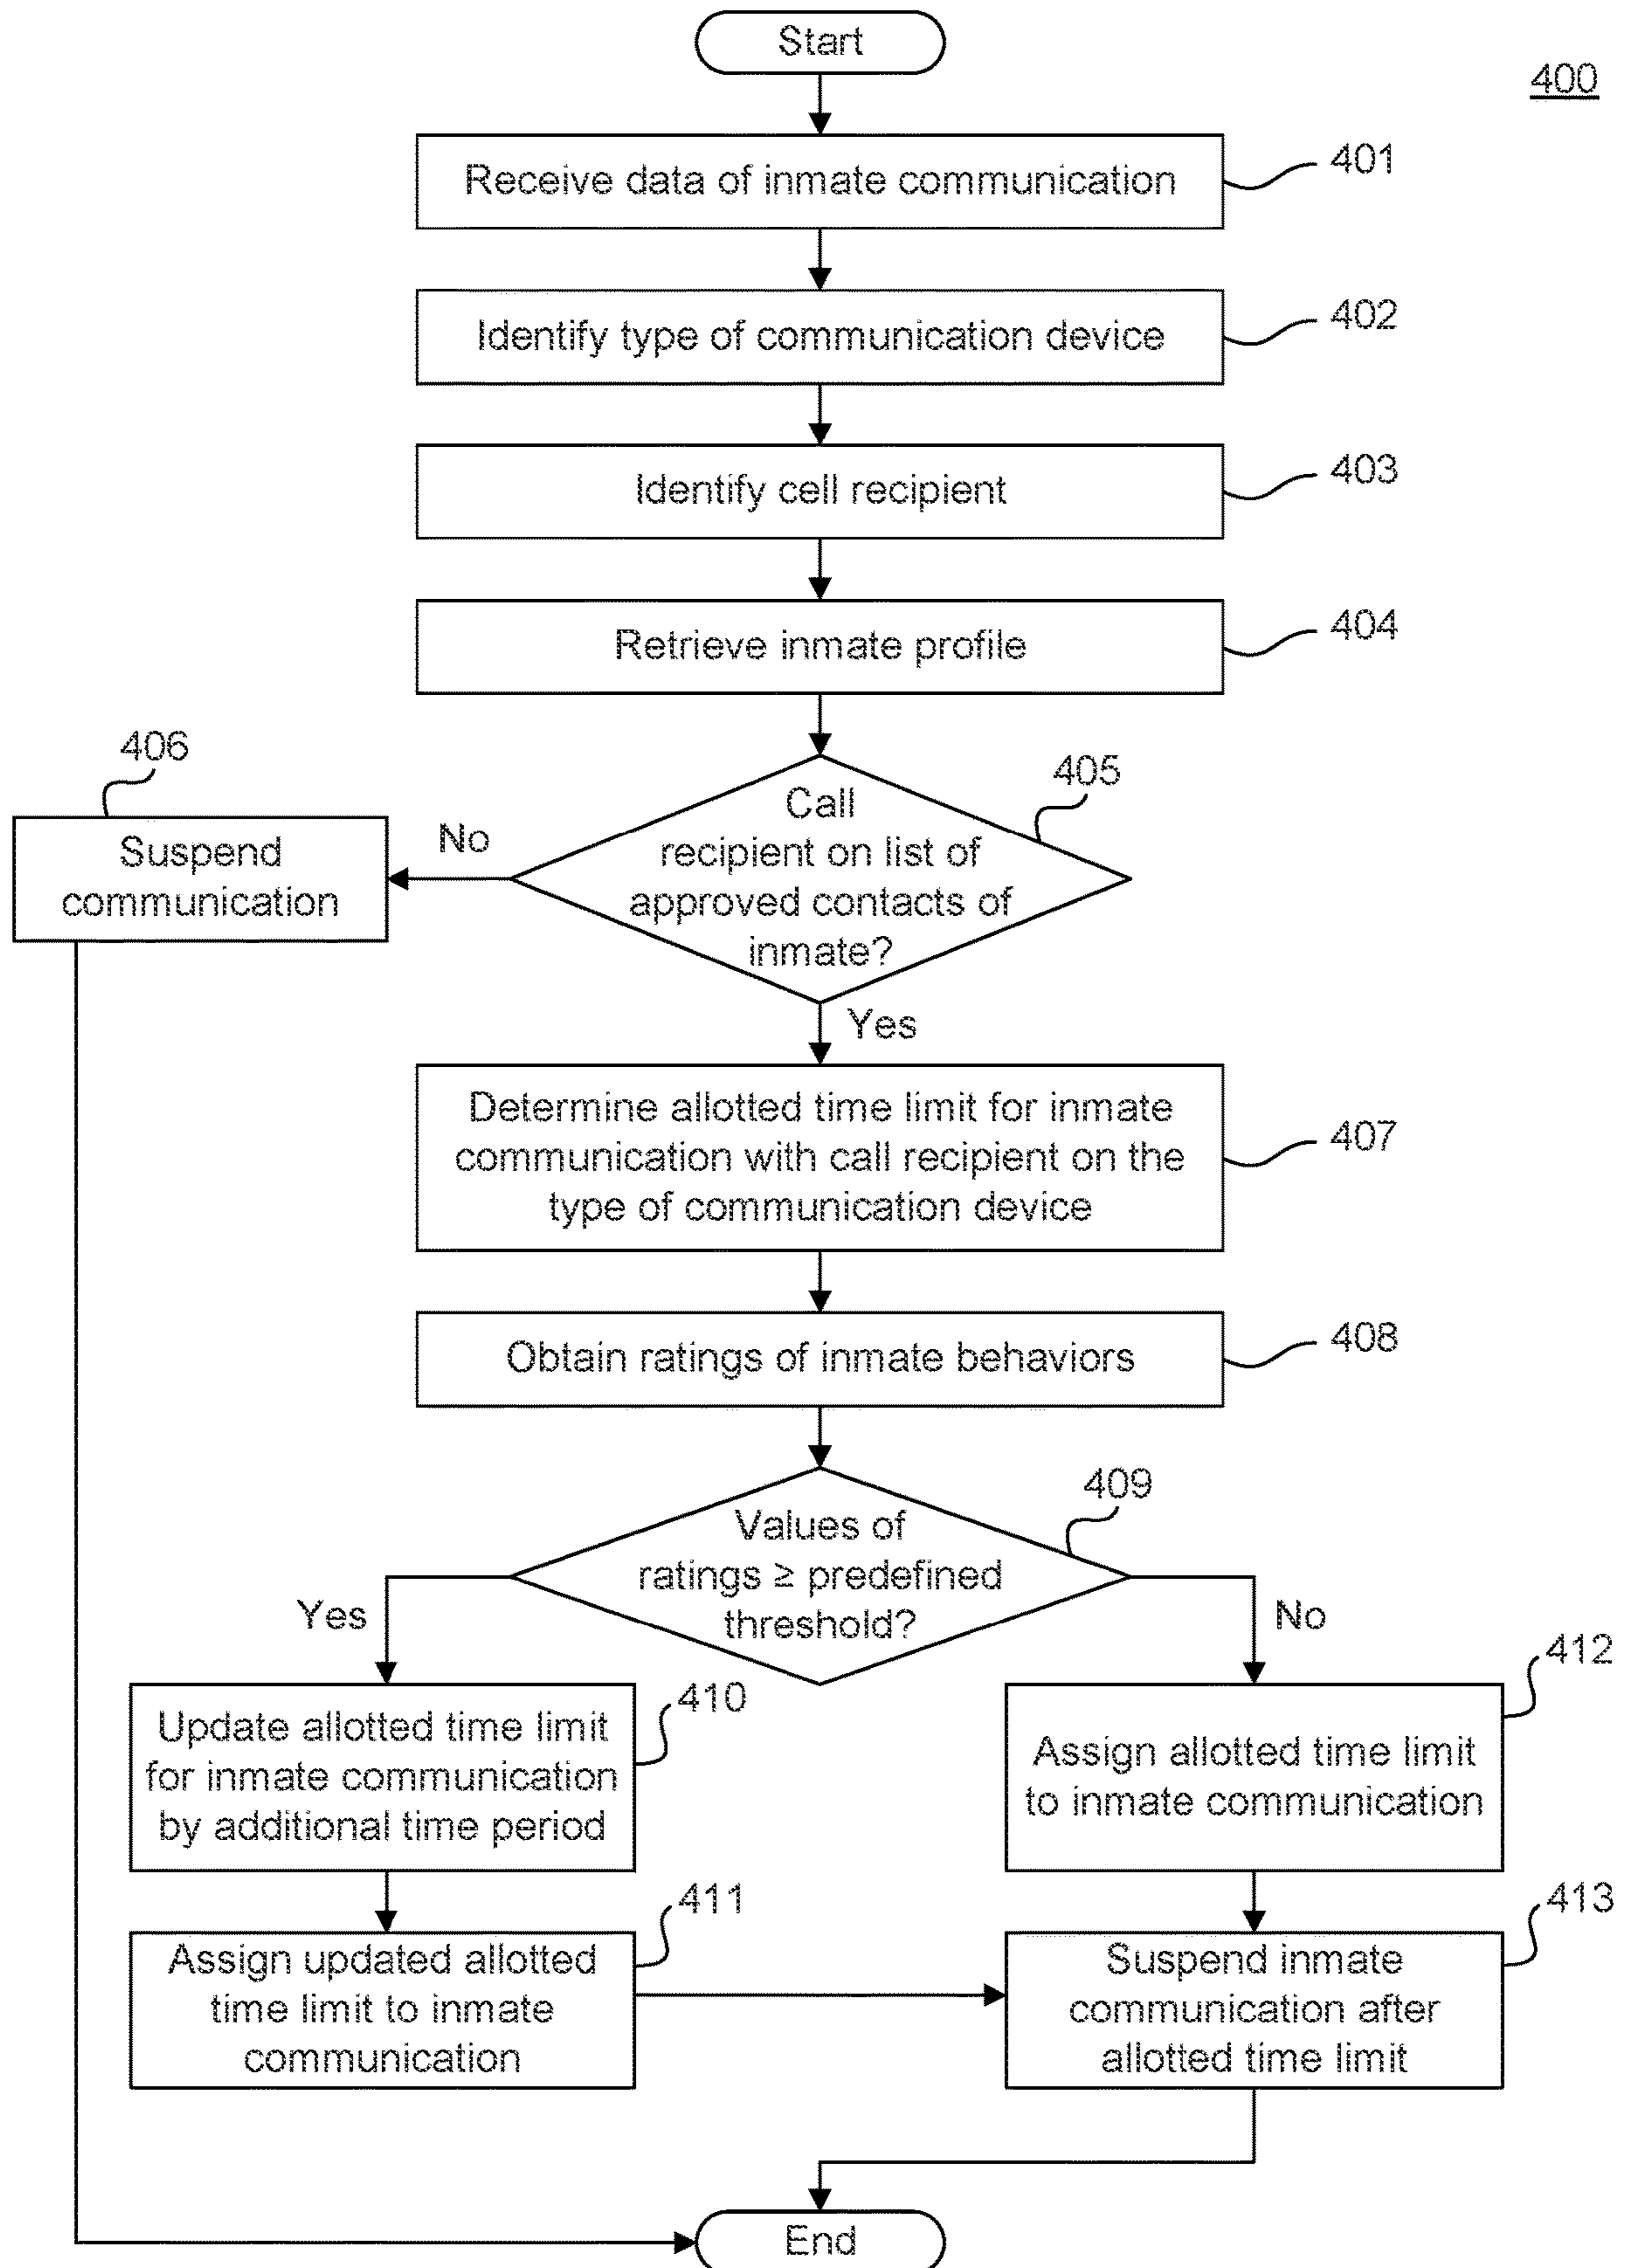 Start
400
Receive data of inmate communication
401
Identify type of communication device
402
Identify cell recipient
403
Retrieve inmate profile
404
406
Suspend
communication
No
405
Call
recipient on list of
approved contacts of
inmate?
Yes
Determine allotted time limit for inmate
communication with call recipient on the
type of communication device
407
Obtain ratings of inmate behaviors
408
409
Values of
ratings ≥ predefined
threshold?
Yes
No
410
Update allotted time limit
for inmate communication
by additional time period
412
Assign allotted time limit
to inmate communication
411
Assign updated allotted
time limit to inmate
communication
413
Suspend inmate
communication after
allotted time limit
End